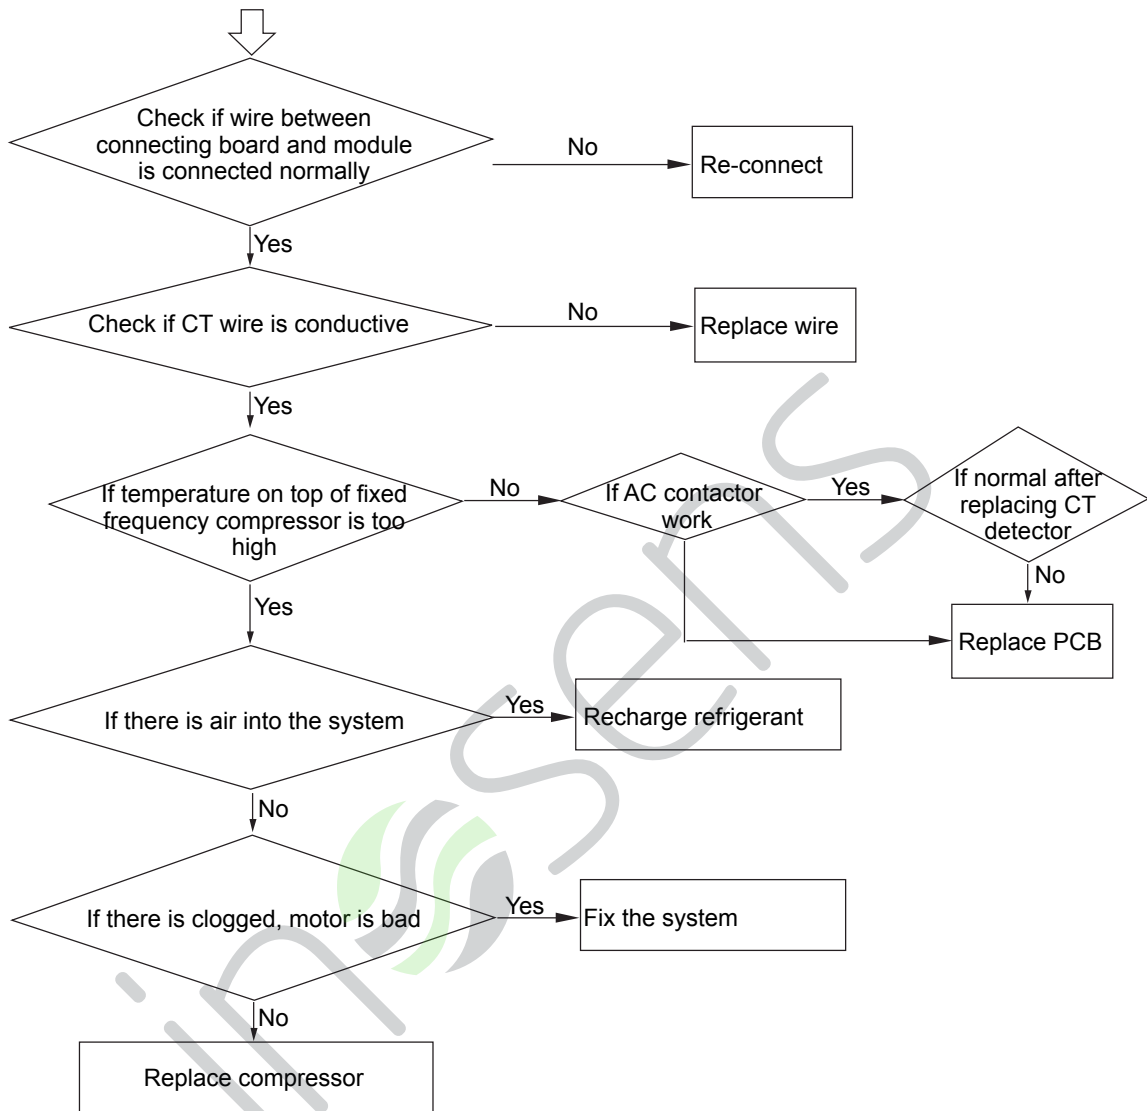 Check if wire between
connecting board and module
is connected normally
No
Re-connect
Yes
Check if CT wire is conductive
No
Replace wire
Yes
If temperature on top of fixed
frequency compressor is too
high
No
If AC contactor
work
Yes
If normal after
replacing CT
detector
Yes
No
Replace PCB
If there is air into the system
Yes
Recharge refrigerant
No
If there is clogged, motor is bad
Yes
Fix the system
No
Replace compressor
insens